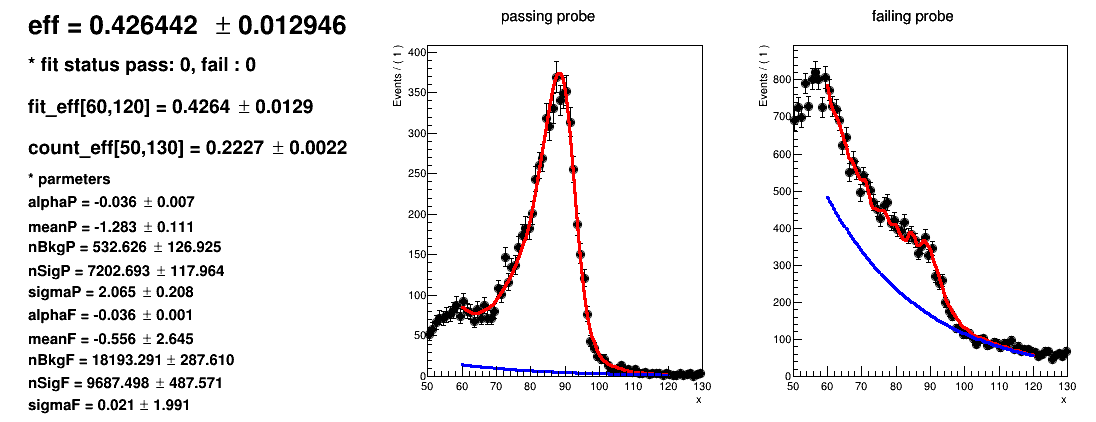 eff = 0.426442 ± 0.012946
* fit status pass: 0, fail : 0
fit_eff[60,120] = 0.4264 ± 0.0129
count_eff[50,130] = 0.2227 ± 0.0022
* parmeters
alphaP = -0.036 ± 0.007
meanP = -1.283 ± 0.111
nBkgP = 532.626 ± 126.925
nSigP = 7202.693 ± 117.964
sigmaP = 2.065 ± 0.208
alphaF = -0.036 ± 0.001
meanF = -0.556 ± 2.645
nBkgF = 18193.291 ± 287.610
nSigF = 9687.498 ± 487.571
sigmaF = 0.021 ± 1.991
passing probe
Events / ( 1 )
400
350
300
250
200
150
100
50
0
50 60 70 80 90 100 110 120 130
x
failing probe
Events / ( 1 )
800
700
600
500
400
300
200
100
0
50 60 70 80 90 100 110 120 130
x